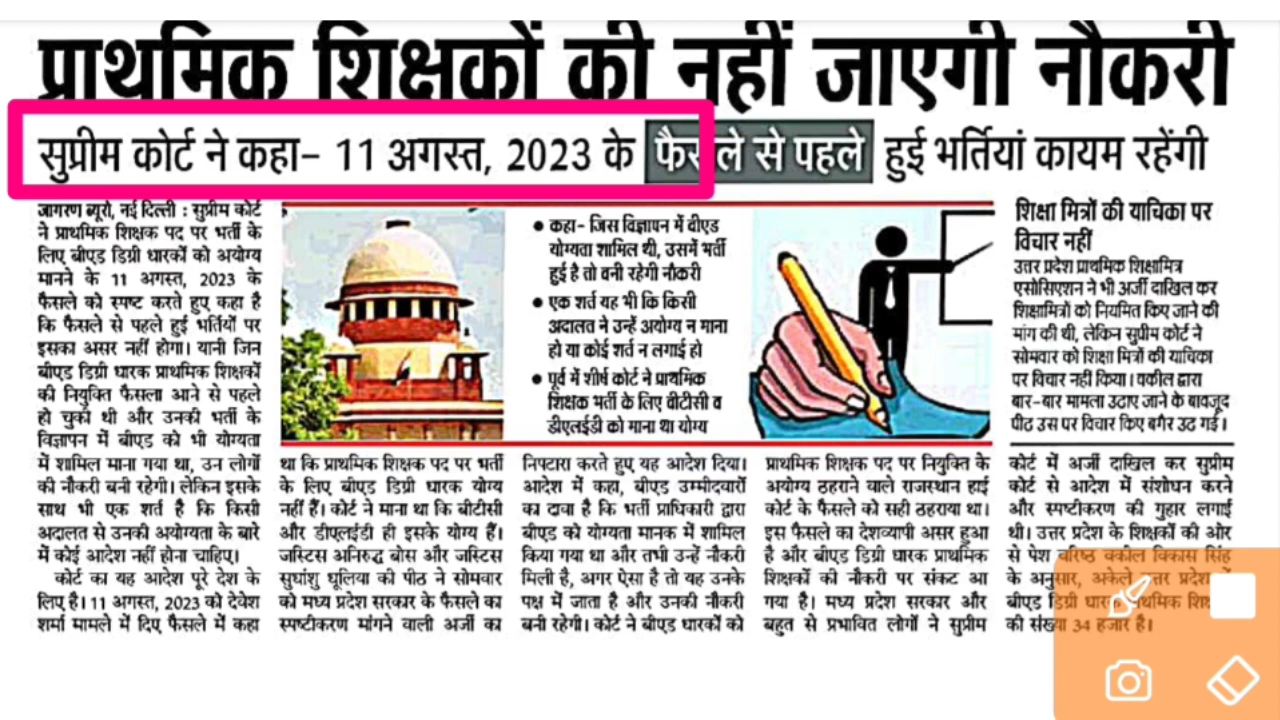 प्राथमिक शिक्षकों की नहीं जाएगी नौकरी
सुप्रीम कोर्ट ने कहा- 11 अगस्त, 2023 के फैसले से पहले हुई भर्तियां कायम रहेंगी
जागरण ब्यूरो, नई दिल्ली : सुप्रीम कोर्ट
ने प्राथमिक शिक्षक पद पर भर्ती के
लिए बीएड डिग्री धारकों को अयोग्य
मानने के 11 अगस्त, 2023 के
फैसले को स्पष्ट करते हुए कहा है
कि फैसले से पहले हुई भर्तियों पर
इसका असर नहीं होगा। यानी जिन
बीएड डिग्री धारक प्राथमिक शिक्षकों
की नियुक्ति फैसला आने से पहले
हो चुकी थी और उनकी भर्ती के
विज्ञापन में बीएड को भी योग्यता
में शामिल माना गया था, उन लोगों
की नौकरी बनी रहेगी। लेकिन इसके
साथ भी एक शर्त है कि किसी
अदालत से उनकी अयोग्यता के बारे
में कोई आदेश नहीं होना चाहिए।
कोर्ट का यह आदेश पूरे देश के
लिए है। 11 अगस्त, 2023 को देवेश
शर्मा मामले में दिए फैसले में कहा
● कहा- जिस विज्ञापन में बीएड
योग्यता शामिल थी, उसमें भर्ती
हुई है तो बनी रहेगी नौकरी
● एक शर्त यह भी कि किसी
अदालत ने उन्हें अयोग्य न माना
हो या कोई शर्त न लगाई हो
● पूर्व में शीर्ष कोर्ट ने प्राथमिक
शिक्षक भर्ती के लिए बीटीसी व
डीएलईडी को माना था योग्य
था कि प्राथमिक शिक्षक पद पर भर्ती
के लिए बीएड डिग्री धारक योग्य
नहीं हैं। कोर्ट ने माना था कि बीटीसी
और डीएलईडी ही इसके योग्य हैं।
जस्टिस अनिरुद्ध बोस और जस्टिस
सुधांशु धूलिया की पीठ ने सोमवार
को मध्य प्रदेश सरकार के फैसले का
स्पष्टीकरण मांगने वाली अर्जी का
निपटारा करते हुए यह आदेश दिया।
आदेश में कहा, बीएड उम्मीदवारों
का दावा है कि भर्ती प्राधिकारी द्वारा
बीएड को योग्यता मानक में शामिल
किया गया था और तभी उन्हें नौकरी
मिली है, अगर ऐसा है तो यह उनके
पक्ष में जाता है और उनकी नौकरी
बनी रहेगी। कोर्ट ने बीएड धारकों को
प्राथमिक शिक्षक पद पर नियुक्ति के
अयोग्य ठहराने वाले राजस्थान हाई
कोर्ट के फैसले को सही ठहराया था।
इस फैसले का देशव्यापी असर हुआ
है और बीएड डिग्री धारक प्राथमिक
शिक्षकों की नौकरी पर संकट आ
गया है। मध्य प्रदेश सरकार और
बहुत से प्रभावित लोगों ने सुप्रीम
शिक्षा मित्रों की याचिका पर
विचार नहीं
उत्तर प्रदेश प्राथमिक शिक्षामित्र
एसोसिएशन ने भी अर्जी दाखिल कर
शिक्षामित्रों को नियमित किए जाने की
मांग की थी, लेकिन सुप्रीम कोर्ट ने
सोमवार को शिक्षा मित्रों की याचिका
पर विचार नहीं किया। वकील द्वारा
बार-बार मामला उठाए जाने के बावजूद
पीठ उस पर विचार किए बगैर उठ गई।
कोर्ट में अर्जी दाखिल कर सुप्रीम
कोर्ट से आदेश में संशोधन करने
और स्पष्टीकरण की गुहार लगाई
थी। उत्तर प्रदेश के शिक्षकों की ओर
से पेश वरिष्ठ वकील विकास सिंह
के अनुसार, अकेले उत्तर प्रदेश
बीएड डिग्री
की संख्या 34 हजार है।